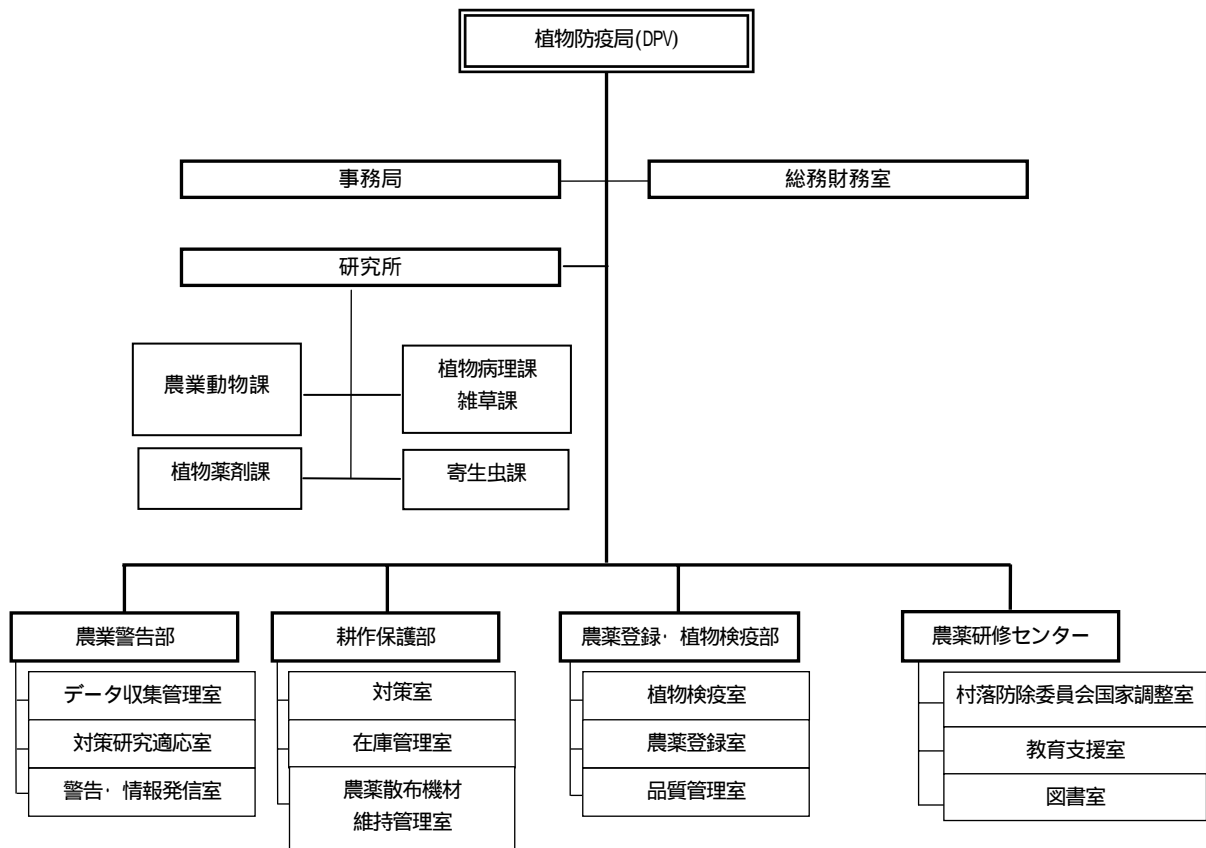 植物防疫局(DPV)
事務局
総務財務室
研究所
農業動物課
植物病理課
雑草課
植物薬剤課
寄生虫課
農業警告部
データ収集管理室
対策研究適応室
警告・情報発信室
耕作保護部
対策室
在庫管理室
農薬散布機材
維持管理室
農薬登録・植物検疫部
植物検疫室
農薬登録室
品質管理室
農薬研修センター
村落防除委員会国家調整室
教育支援室
図書室